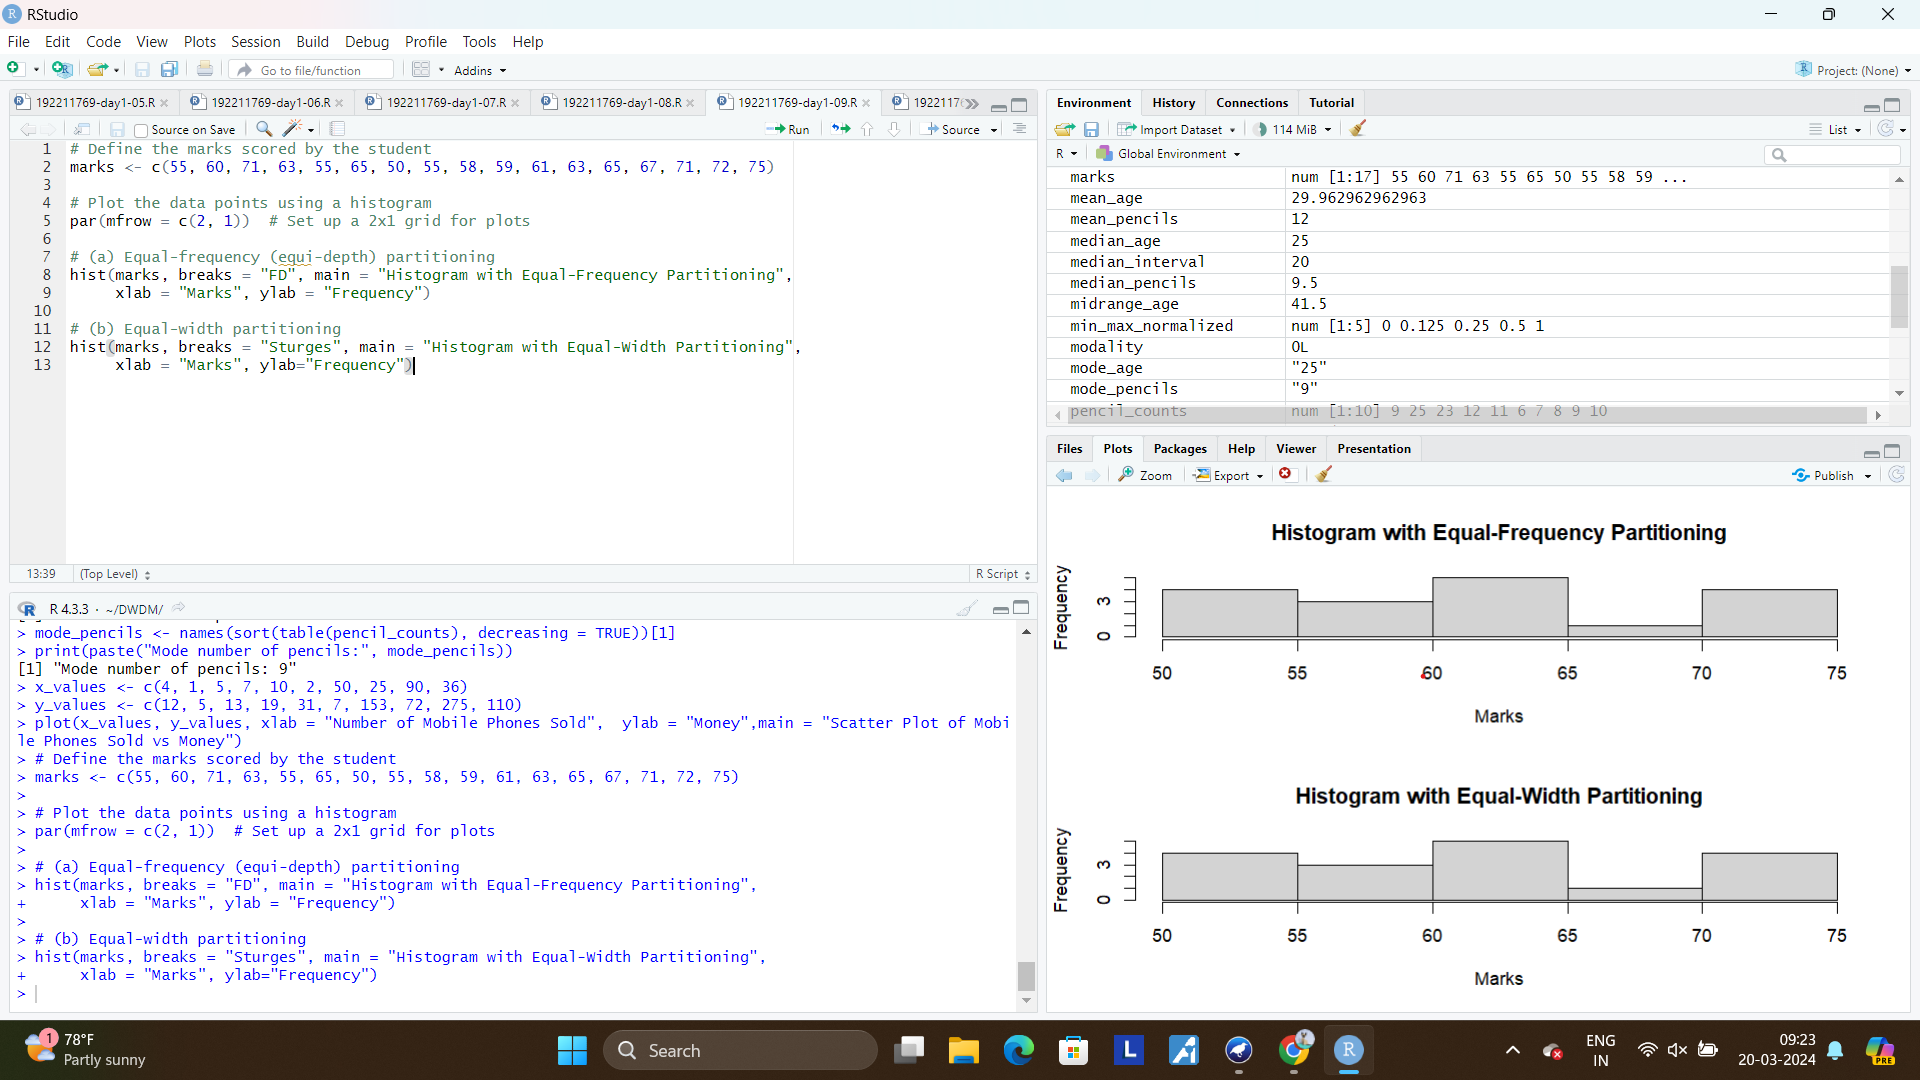 RStudio
File Edit Code View Plots Session Build Debug Profile Tools Help
Go to file/function Addins Project: (None)
192211769-day1-05.R 192211769-day1-06.R 192211769-day1-07.R 192211769-day1-08.R 192211769-day1-09.R 1922117
Source on Save Run Source
1 # Define the marks scored by the student
2 marks <- c(55, 60, 71, 63, 55, 65, 50, 55, 58, 59, 61, 63, 65, 67, 71, 72, 75)
3
4 # Plot the data points using a histogram
5 par(mfrow = c(2, 1))  # Set up a 2x1 grid for plots
6
7 # (a) Equal-frequency (equi-depth) partitioning
8 hist(marks, breaks = "FD", main = "Histogram with Equal-Frequency Partitioning",
9      xlab = "Marks", ylab = "Frequency")
10
11 # (b) Equal-width partitioning
12 hist(marks, breaks = "Sturges", main = "Histogram with Equal-Width Partitioning",
13      xlab = "Marks", ylab="Frequency")
13:39 (Top Level) R Script
R 4.3.3 · ~/DWDM/
> mode_pencils <- names(sort(table(pencil_counts), decreasing = TRUE))[1]
> print(paste("Mode number of pencils:", mode_pencils))
[1] "Mode number of pencils: 9"
> x_values <- c(4, 1, 5, 7, 10, 2, 50, 25, 90, 36)
> y_values <- c(12, 5, 13, 19, 31, 7, 153, 72, 275, 110)
> plot(x_values, y_values, xlab = "Number of Mobile Phones Sold",  ylab = "Money",main = "Scatter Plot of Mobi
le Phones Sold vs Money")
> # Define the marks scored by the student
> marks <- c(55, 60, 71, 63, 55, 65, 50, 55, 58, 59, 61, 63, 65, 67, 71, 72, 75)
>
> # Plot the data points using a histogram
> par(mfrow = c(2, 1))  # Set up a 2x1 grid for plots
>
> # (a) Equal-frequency (equi-depth) partitioning
> hist(marks, breaks = "FD", main = "Histogram with Equal-Frequency Partitioning",
+      xlab = "Marks", ylab = "Frequency")
>
> # (b) Equal-width partitioning
> hist(marks, breaks = "Sturges", main = "Histogram with Equal-Width Partitioning",
+      xlab = "Marks", ylab="Frequency")
>
Environment History Connections Tutorial
Import Dataset 114 MiB List
R Global Environment
marks num [1:17] 55 60 71 63 55 65 50 55 58 59 ...
mean_age 29.962962962963
mean_pencils 12
median_age 25
median_interval 20
median_pencils 9.5
midrange_age 41.5
min_max_normalized num [1:5] 0 0.125 0.25 0.5 1
modality 0L
mode_age "25"
mode_pencils "9"
pencil_counts num [1:10] 9 25 23 12 11 6 7 8 9 10
Files Plots Packages Help Viewer Presentation
Zoom Export Publish
Histogram with Equal-Frequency Partitioning
Frequency
0 3
50 55 60 65 70 75
Marks
Histogram with Equal-Width Partitioning
Frequency
0 3
50 55 60 65 70 75
Marks
1 78°F
Partly sunny
Search
L
R
ENG
IN
09:23
20-03-2024
PRE